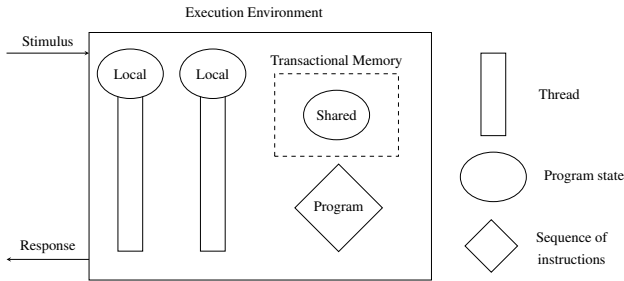 Execution Environment
Stimulus
Local
Local
Transactional Memory
Shared
Program
Response
Thread
Program state
Sequence of
instructions